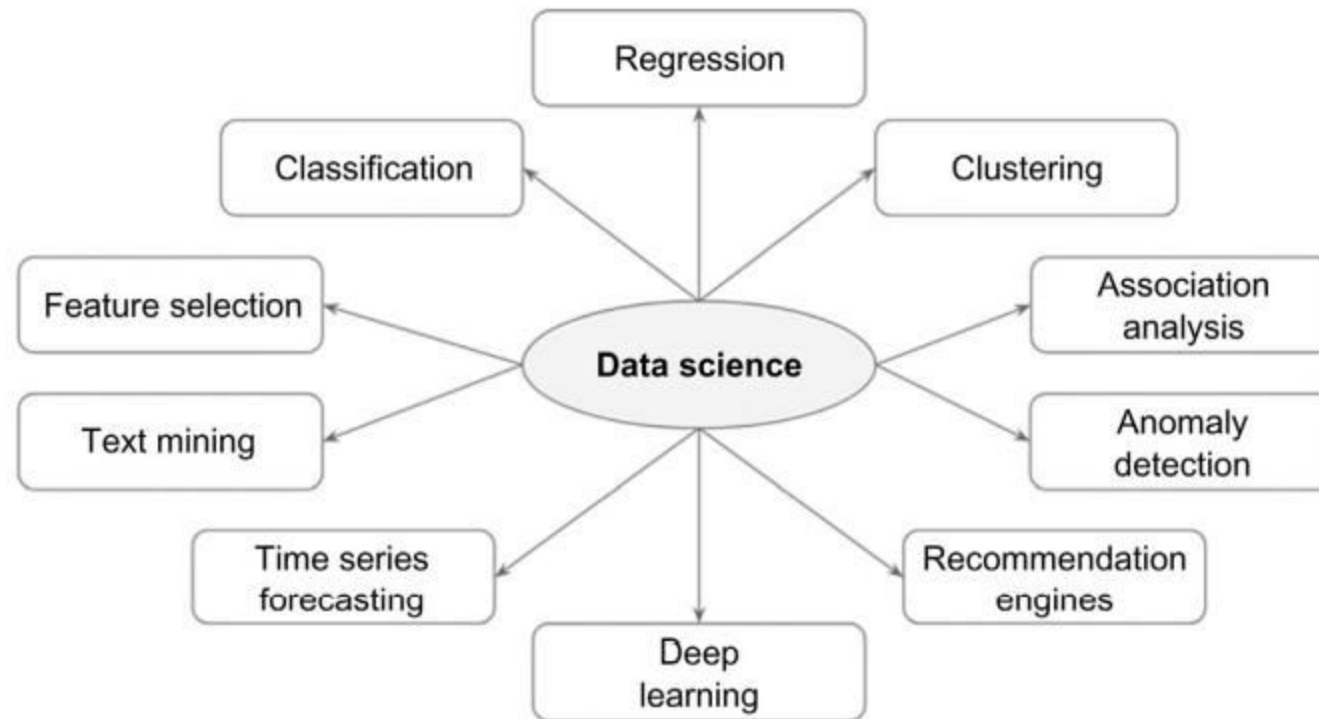 Regression
Classification
Clustering
Feature selection
Association
analysis
Data science
Text mining
Anomaly
detection
Time series
forecasting
Recommendation
engines
Deep
learning